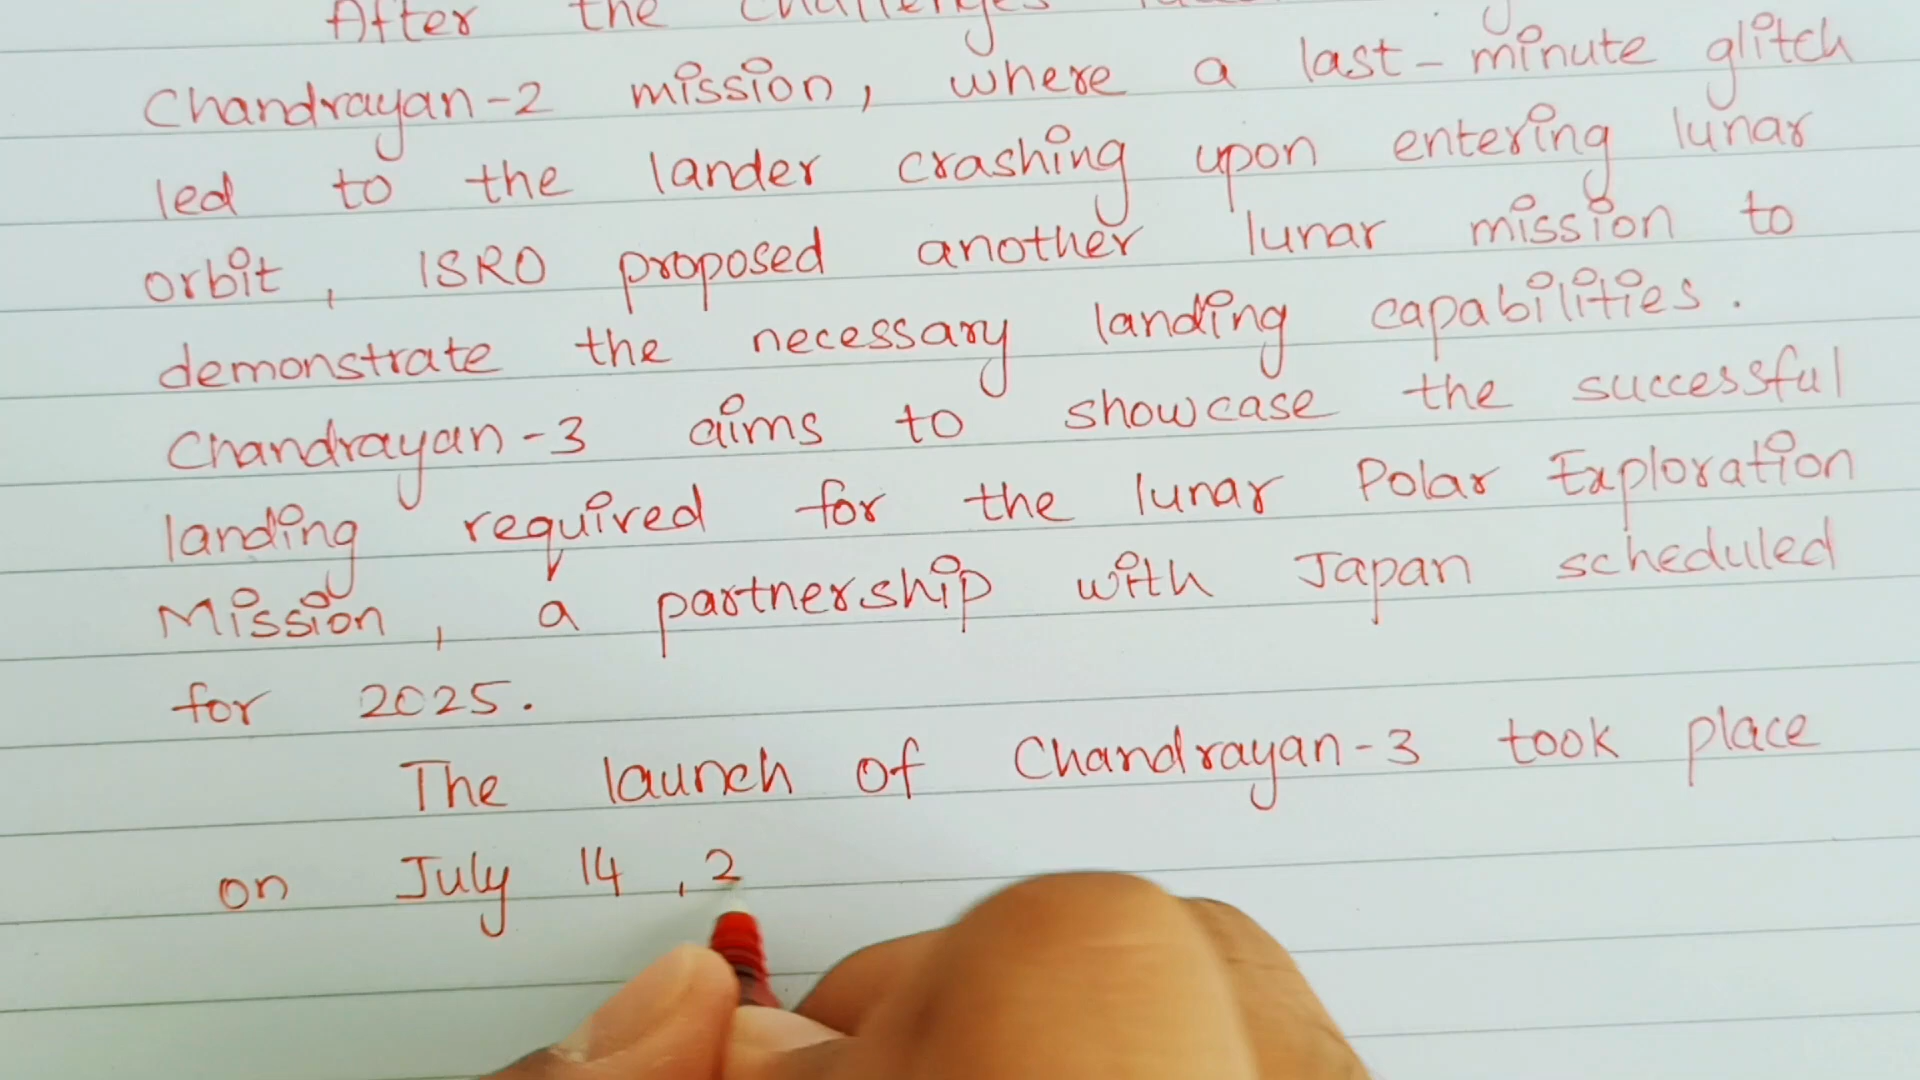 After the challenges
Chandrayan-2 mission, where a last-minute glitch
led to the lander crashing upon entering lunar
orbit, ISRO proposed another lunar mission to
demonstrate the necessary landing capabilities.
Chandrayan-3 aims to showcase the successful
landing required for the lunar Polar Exploration
Mission, a partnership with Japan scheduled
for 2025.
The launch of Chandrayan-3 took place
on July 14, 2